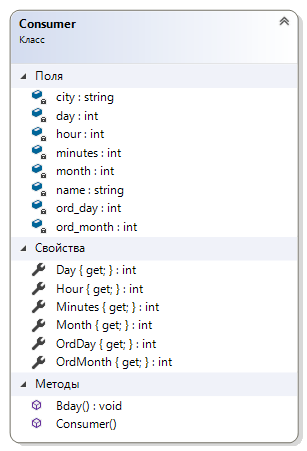 Consumer
Класс
Поля
city : string
day : int
hour : int
minutes : int
month : int
name : string
ord_day : int
ord_month : int
Свойства
Day { get; } : int
Hour { get; } : int
Minutes { get; } : int
Month { get; } : int
OrdDay { get; } : int
OrdMonth { get; } : int
Методы
Bday() : void
Consumer()